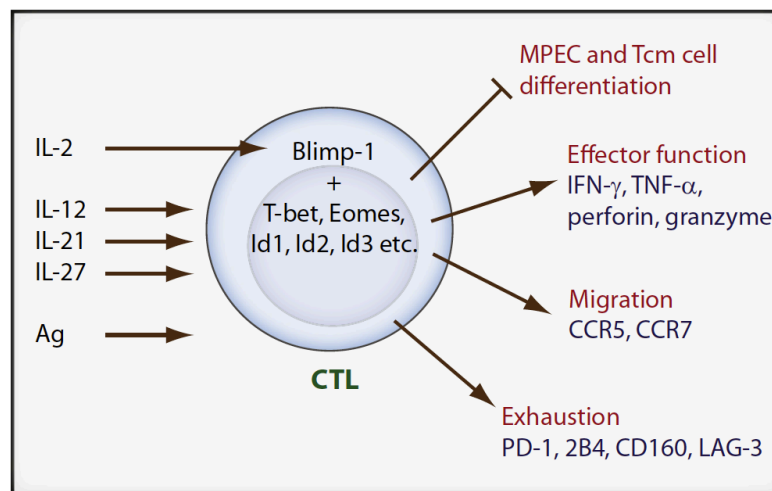 MPEC and Tcm cell
differentiation
IL-2
Blimp-1
+
T-bet, Eomes,
Id1, Id2, Id3 etc.
IL-12
IL-21
IL-27
Ag
CTL
Effector function
IFN-γ, TNF-α,
perforin, granzyme
Migration
CCR5, CCR7
Exhaustion
PD-1, 2B4, CD160, LAG-3